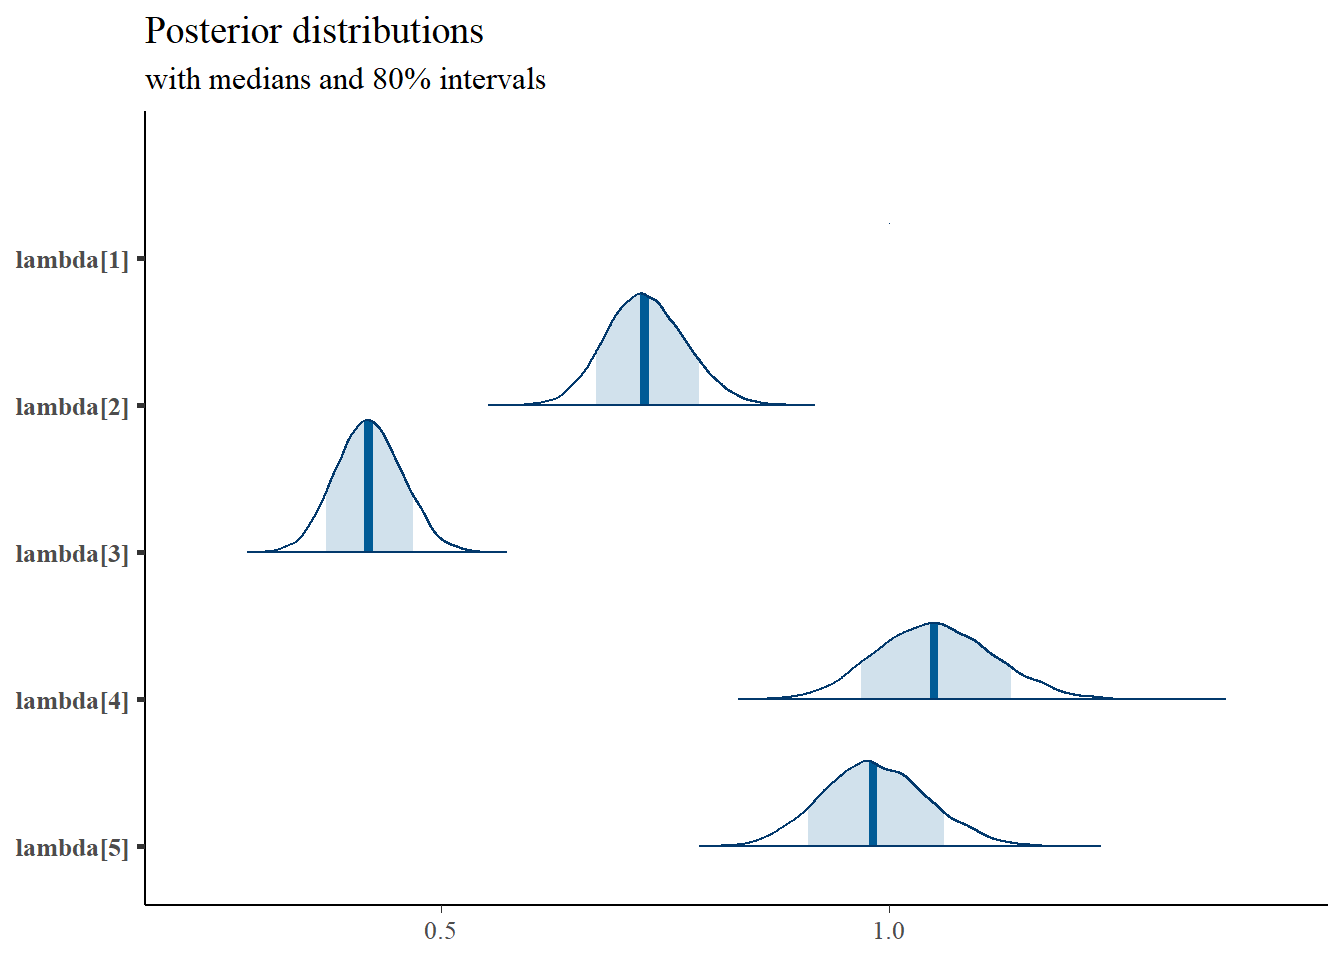 Posterior distributions
with medians and 80% intervals
lambda[1]
lambda[2]
lambda[3]
lambda[4]
lambda[5]
0.5 1.0